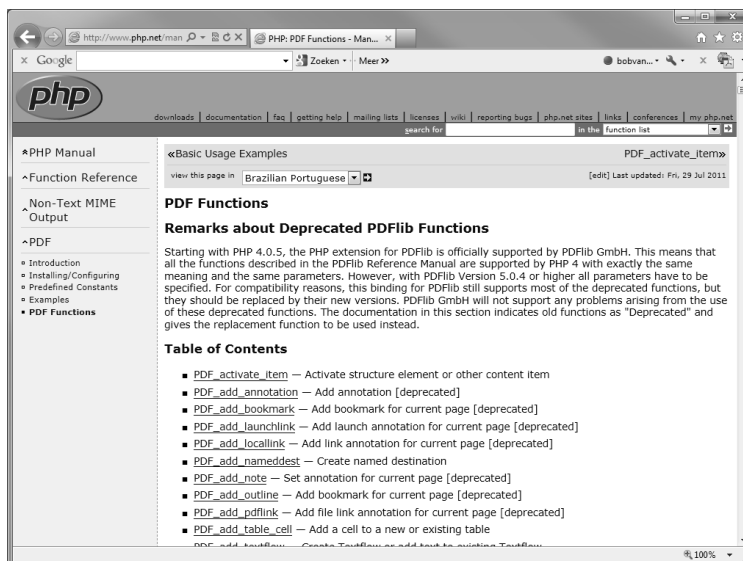 http://www.php.net/man
PHP: PDF Functions - Man...
x Google
Zoeken
Meer »
bobvan...
php
downloads | documentation | faq | getting help | mailing lists | licenses | wiki | reporting bugs | php.net sites | links | conferences | my php.net
search for in the function list
PHP Manual
Function Reference
Non-Text MIME
Output
PDF
Introduction
Installing/Configuring
Predefined Constants
Examples
PDF Functions
«Basic Usage Examples PDF_activate_item»
view this page in Brazilian Portuguese [edit] Last updated: Fri, 29 Jul 2011
PDF Functions
Remarks about Deprecated PDFlib Functions
Starting with PHP 4.0.5, the PHP extension for PDFlib is officially supported by PDFlib GmbH. This means that
all the functions described in the PDFlib Reference Manual are supported by PHP 4 with exactly the same
meaning and the same parameters. However, with PDFlib Version 5.0.4 or higher all parameters have to be
specified. For compatibility reasons, this binding for PDFlib still supports most of the deprecated functions, but
they should be replaced by their new versions. PDFlib GmbH will not support any problems arising from the use
of these deprecated functions. The documentation in this section indicates old functions as "Deprecated" and
gives the replacement function to be used instead.
Table of Contents
PDF_activate_item — Activate structure element or other content item
PDF_add_annotation — Add annotation [deprecated]
PDF_add_bookmark — Add bookmark for current page [deprecated]
PDF_add_launchlink — Add launch annotation for current page [deprecated]
PDF_add_locallink — Add link annotation for current page [deprecated]
PDF_add_nameddest — Create named destination
PDF_add_note — Set annotation for current page [deprecated]
PDF_add_outline — Add bookmark for current page [deprecated]
PDF_add_pdflink — Add file link annotation for current page [deprecated]
PDF_add_table_cell — Add a cell to a new or existing table
PDF_add_textflow — Create Textflow or add text to existing Textflow
100%